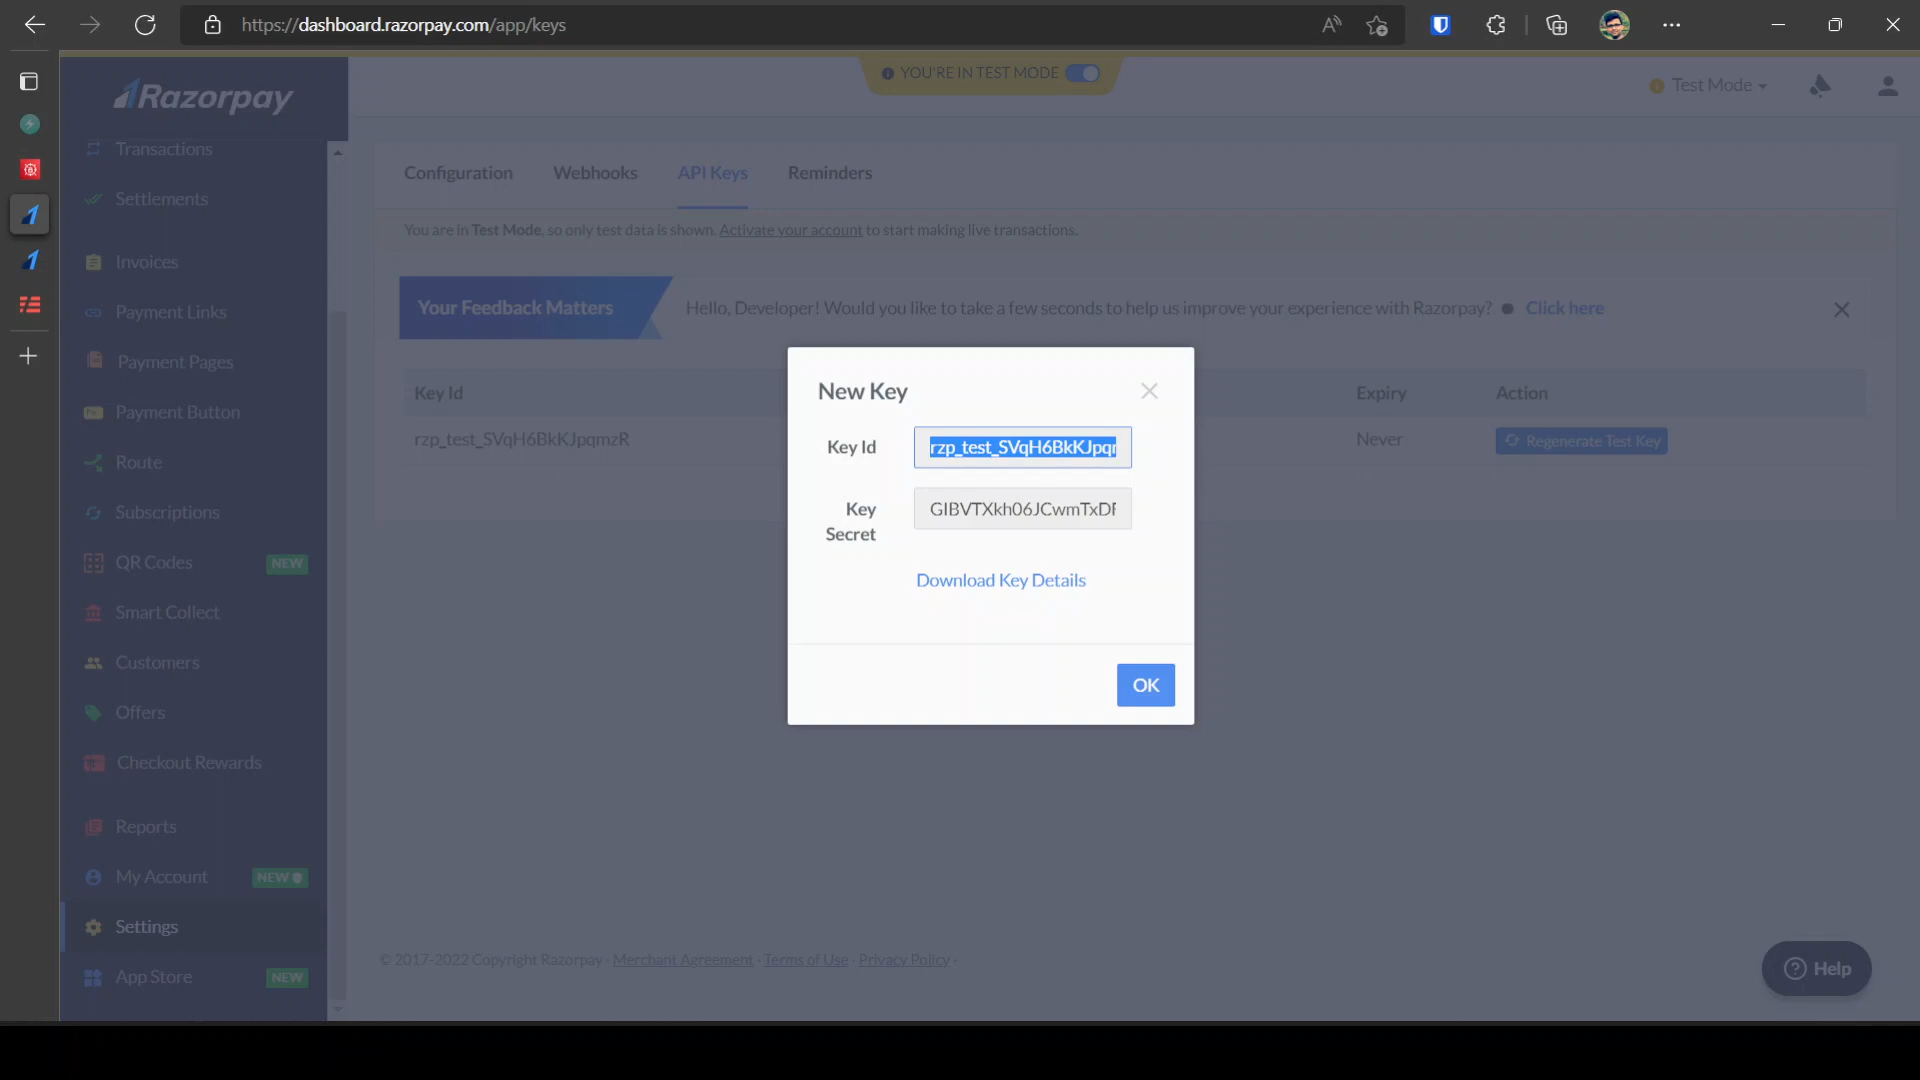 https://dashboard.razorpay.com/app/keys
YOU'RE IN TEST MODE
Test Mode
Razorpay
Transactions
Settlements
Invoices
Payment Links
Payment Pages
Payment Button
Route
Subscriptions
QR Codes NEW
Smart Collect
Customers
Offers
Checkout Rewards
Reports
My Account NEW
Settings
App Store NEW
Configuration Webhooks API Keys Reminders
You are in Test Mode, so only test data is shown. Activate your account to start making live transactions.
Your Feedback Matters Hello, Developer! Would you like to take a few seconds to help us improve your experience with Razorpay? Click here
Key Id Expiry Action
rzp_test_SVqH6BkKJpqmzR Never Regenerate Test Key
New Key
Key Id rzp_test_SVqH6BkKJpq
Key GIBVTXkh06JCwmTxD
Secret
Download Key Details
OK
© 2017-2022 Copyright Razorpay · Merchant Agreement · Terms of Use · Privacy Policy ·
Help